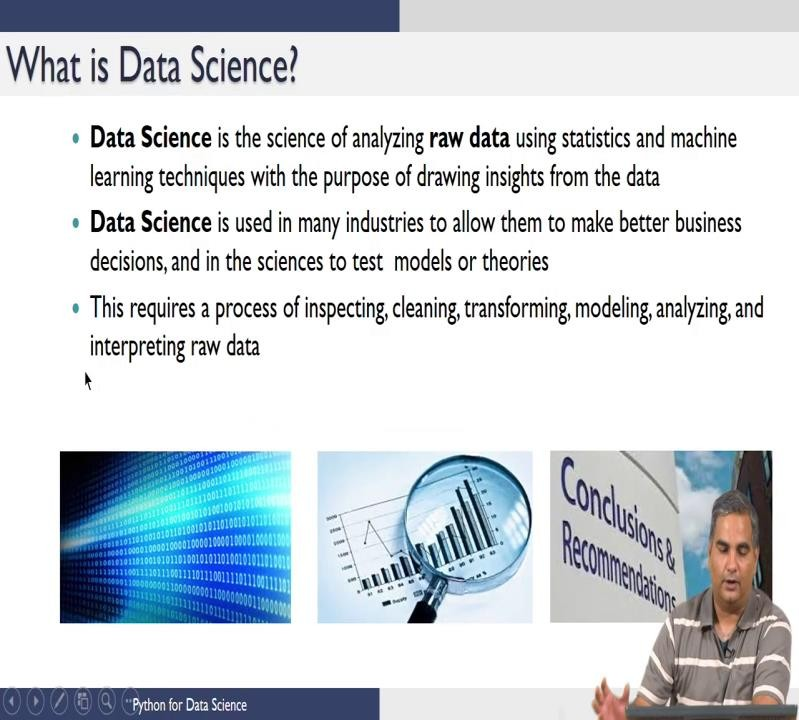 What is Data Science?
• Data Science is the science of analyzing raw data using statistics and machine
learning techniques with the purpose of drawing insights from the data
• Data Science is used in many industries to allow them to make better business
decisions, and in the sciences to test models or theories
• This requires a process of inspecting, cleaning, transforming, modeling, analyzing, and
interpreting raw data
Conclusions &
Recommendations
Python for Data Science